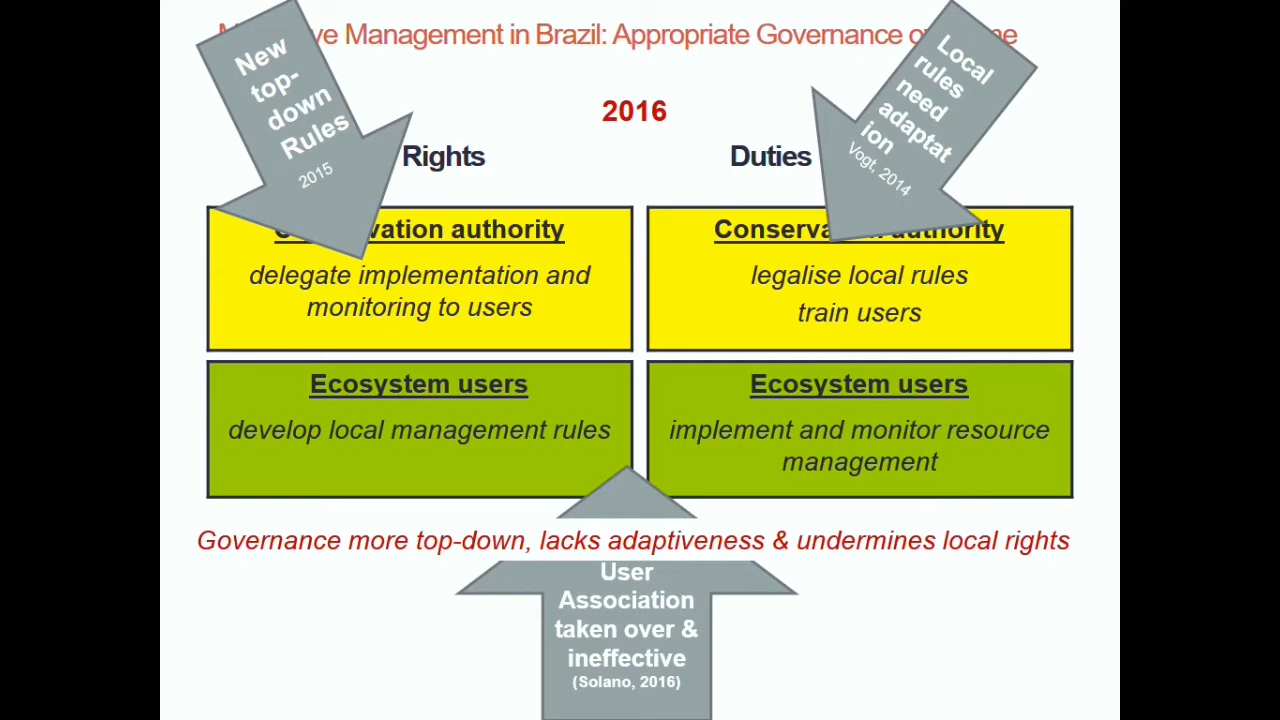 ve Management in Brazil: Appropriate Governance
2016
New
top-
down
Rules
2015
Local
rules
need
adaptat
ion
Vogt, 2014
Rights
Duties
authority
delegate implementation and
monitoring to users
Conserva authority
legalise local rules
train users
Ecosystem users
develop local management rules
Ecosystem users
implement and monitor resource
management
Governance more top-down, lacks adaptiveness & undermines local rights
User
Association
taken over &
ineffective
(Solano, 2016)